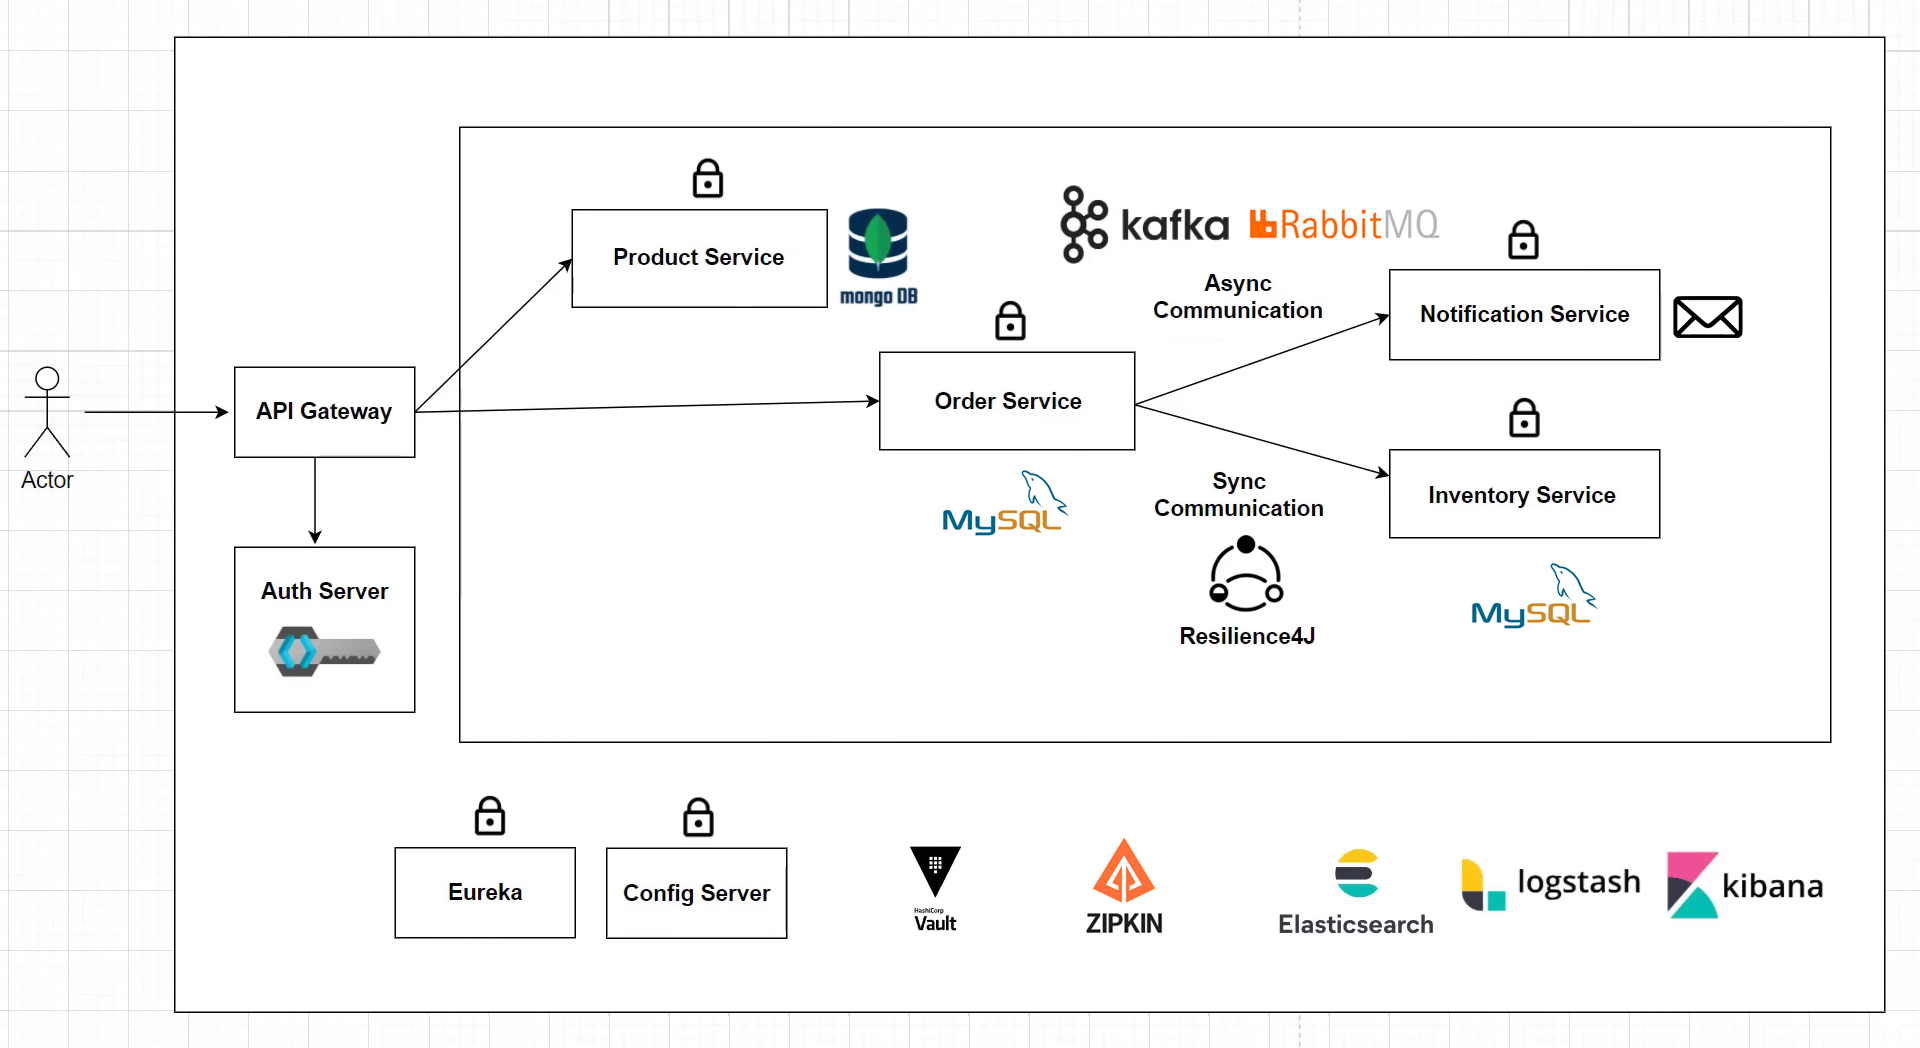 Product Service
mongo DB
kafka
RabbitMQ
Async
Communication
Notification Service
API Gateway
Order Service
Actor
MySQL
Sync
Communication
Inventory Service
Auth Server
Resilience4J
MySQL
Eureka
Config Server
HashiCorp
Vault
ZIPKIN
Elasticsearch
logstash
kibana